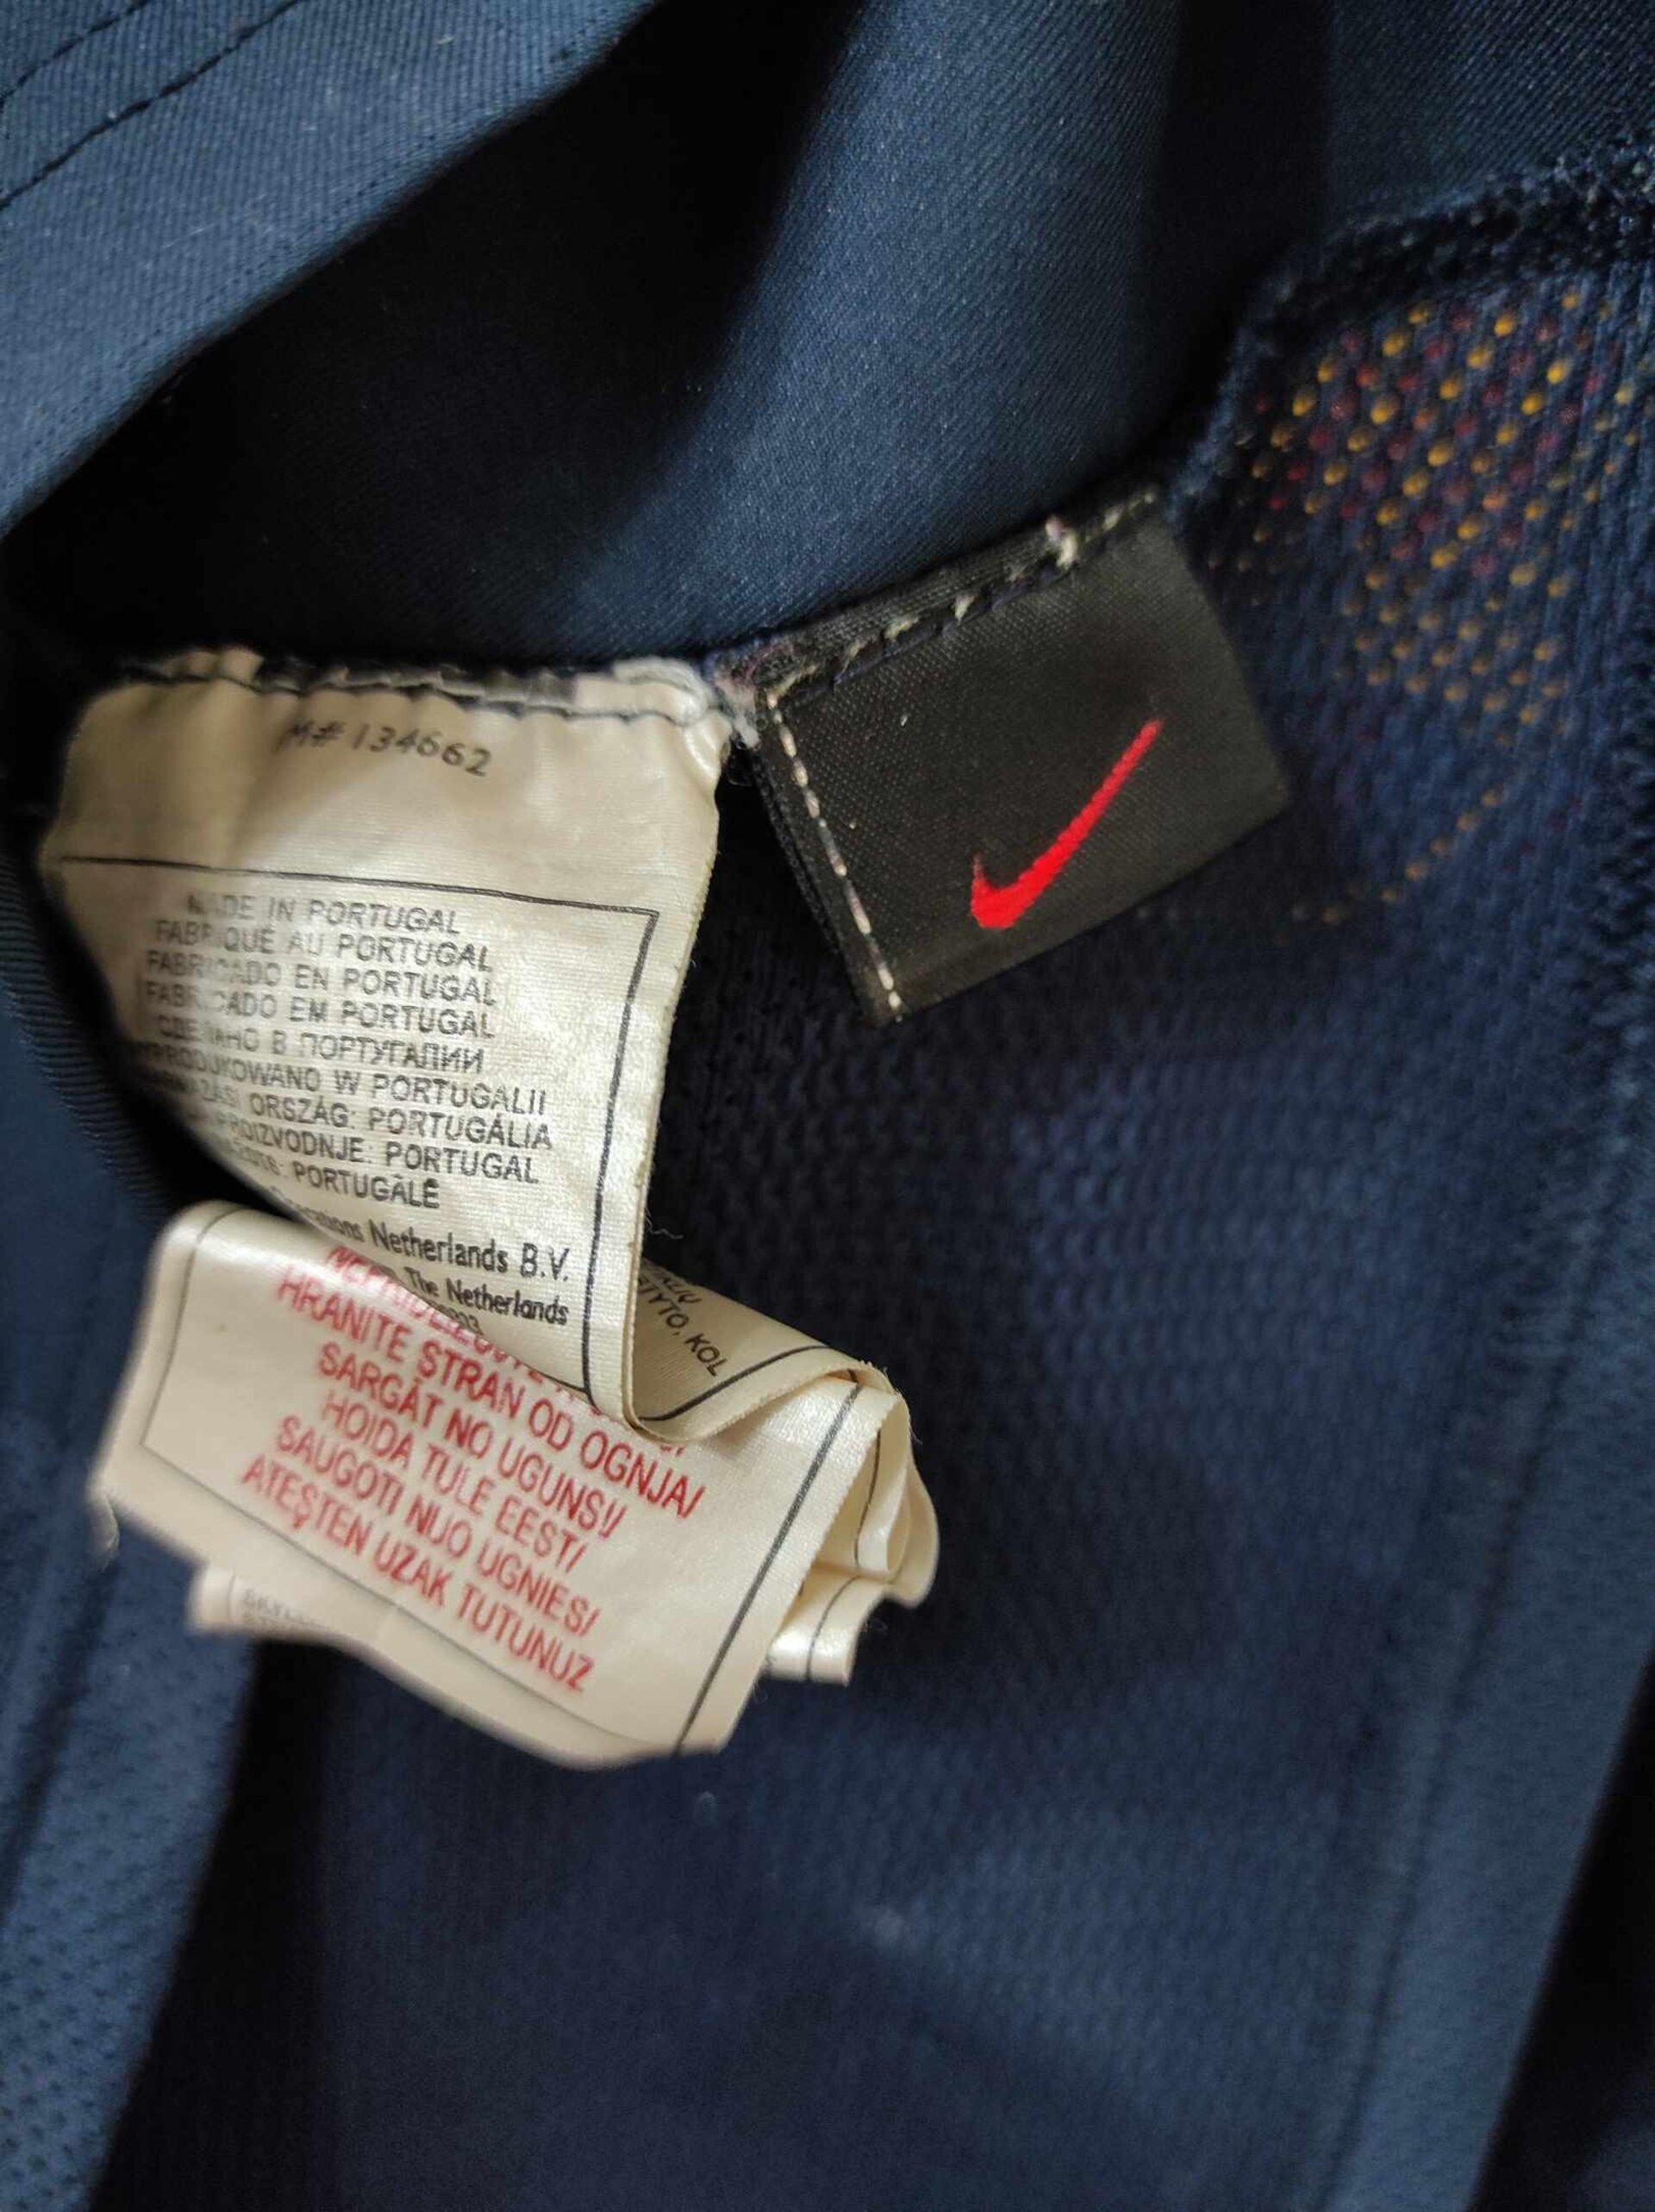 M# 134662
MADE IN PORTUGAL
FABRIQUÉ AU PORTUGAL
FABRICADO EN PORTUGAL
FABRICADO EM PORTUGAL
СДЕЛАНО В ПОРТУГАЛИИ
WYPRODUKOWANO W PORTUGALII
ORSZÁG: PORTUGÁLIA
PROIZVODNJE: PORTUGAL
PORTUGĀLĒ
Netherlands B.V.
The Netherlands
KOL
HRANITE STRAN OD OGNJA/
SARGĀT NO UGUNS!/
HOIDA TULE EEST/
SAUGOTI NUO UGNIES/
ATEŞTEN UZAK TUTUNUZ